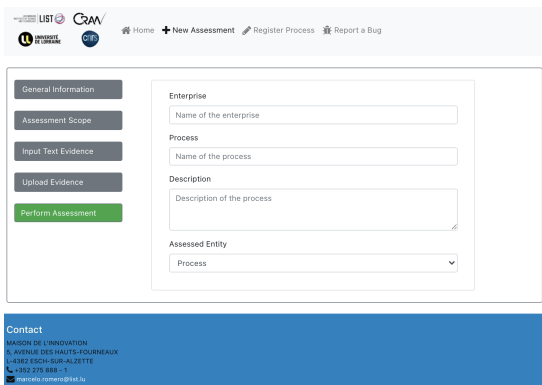 LIST CRAN
Home New Assessment Register Process Report a Bug
UNIVERSITÉ
DE LORRAINE
cnrs
General Information
Enterprise
Name of the enterprise
Assessment Scope
Process
Input Text Evidence
Name of the process
Upload Evidence
Description
Description of the process
Perform Assessment
Assessed Entity
Process
Contact
MAISON DE L'INNOVATION
5, AVENUE DES HAUTS-FOURNEAUX
L-4362 ESCH-SUR-ALZETTE
+352 275 888 - 1
marcelo.romero@list.lu